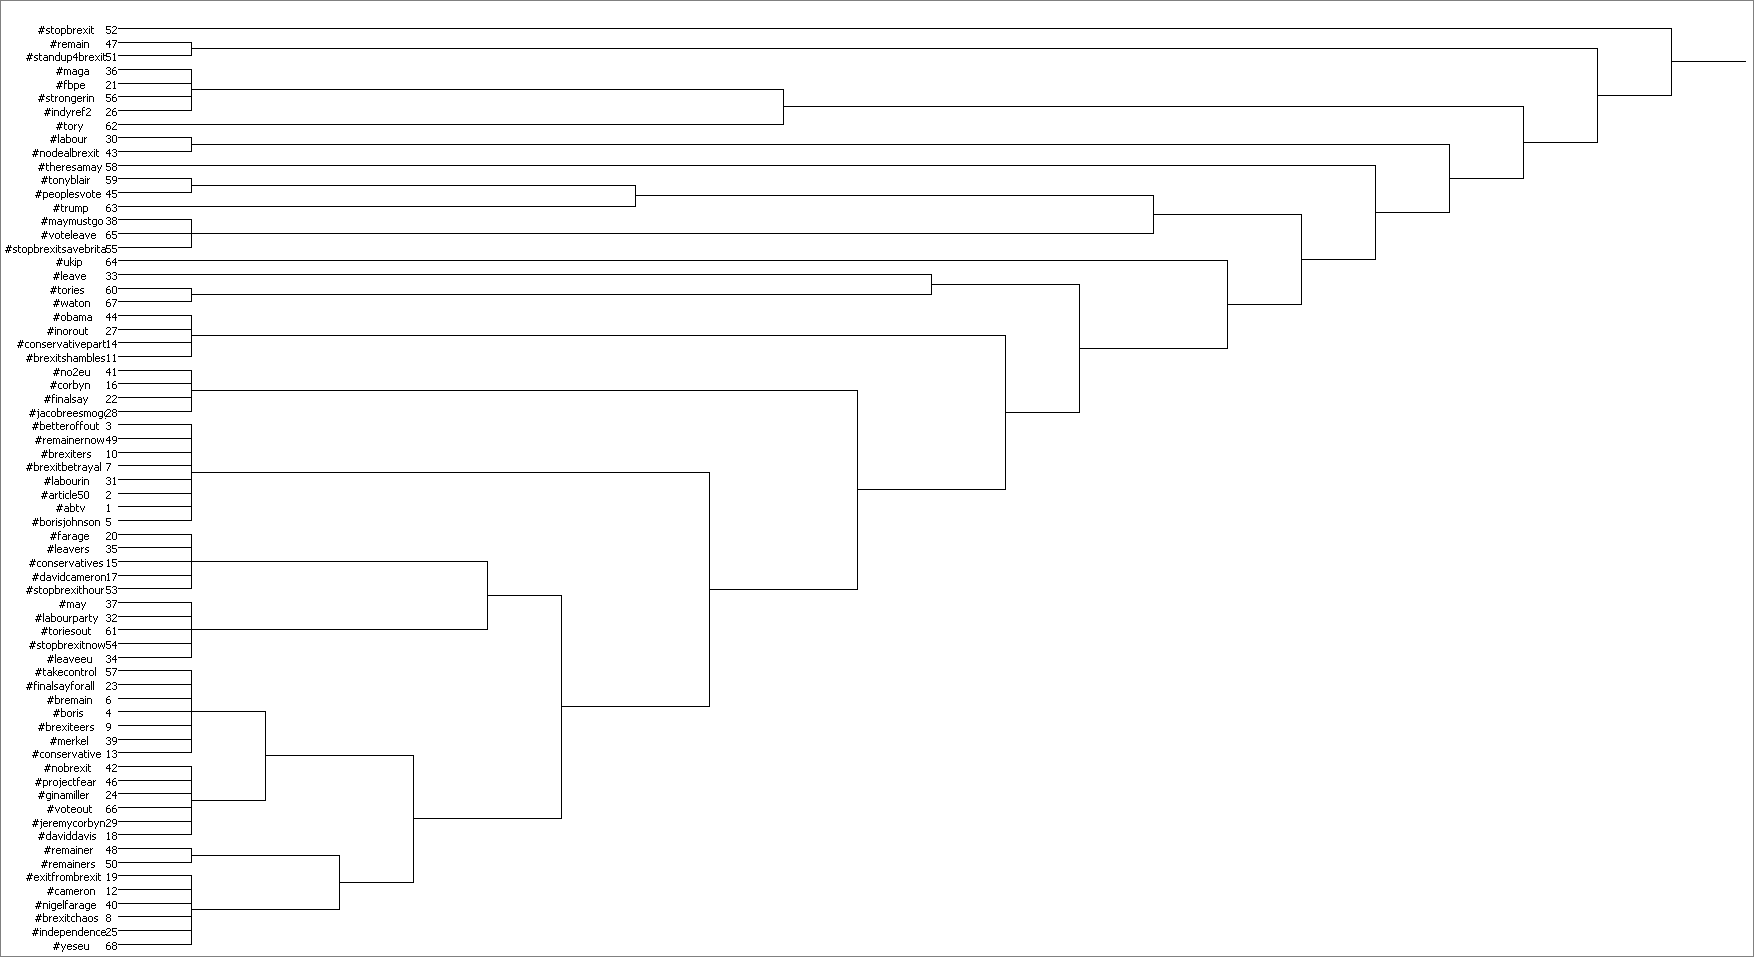 #stopbrexit 52
#remain 47
#standup4brexit51
#maga 36
#fbpe 21
#strongerin 56
#indyref2 26
#tory 62
#labour 30
#nodealbrexit 43
#theresamay 58
#tonyblair 59
#peoplesvote 45
#trump 63
#maymustgo 38
#voteleave 65
#stopbrexitsavebrita55
#ukip 64
#leave 33
#tories 60
#waton 67
#obama 44
#inorout 27
#conservativepart14
#brexitshambles11
#no2eu 41
#corbyn 16
#finalsay 22
#jacobreesmogg28
#betteroffout 3
#remainernow 49
#brexiters 10
#brexitbetrayal 7
#labourin 31
#article50 2
#abtv 1
#borisjohnson 5
#farage 20
#leavers 35
#conservatives 15
#davidcameron17
#stopbrexithour53
#may 37
#labourparty 32
#toriesout 61
#stopbrexitnow54
#leaveeu 34
#takecontrol 57
#finalsayforall 23
#bremain 6
#boris 4
#brexiteers 9
#merkel 39
#conservative 13
#nobrexit 42
#projectfear 46
#ginamiller 24
#voteout 66
#jeremycorbyn29
#daviddavis 18
#remainer 48
#remainers 50
#exitfrombrexit 19
#cameron 12
#nigelfarage 40
#brexitchaos 8
#independence25
#yeseu 68